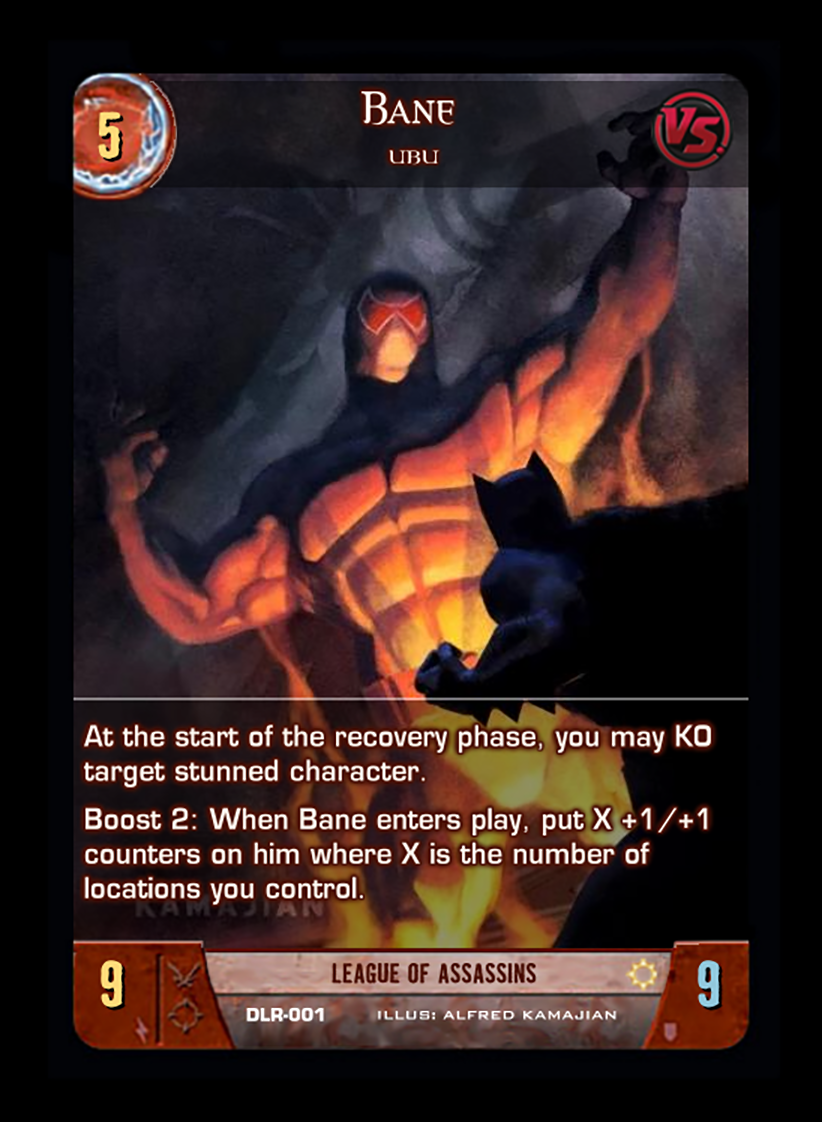 5
Bane
UBU
VS.
At the start of the recovery phase, you may KO
target stunned character.
Boost 2: When Bane enters play, put X +1/+1
counters on him where X is the number of
locations you control.
KAMAJIAN
9
LEAGUE OF ASSASSINS
9
DLR-001
ILLUS: ALFRED KAMAJIAN